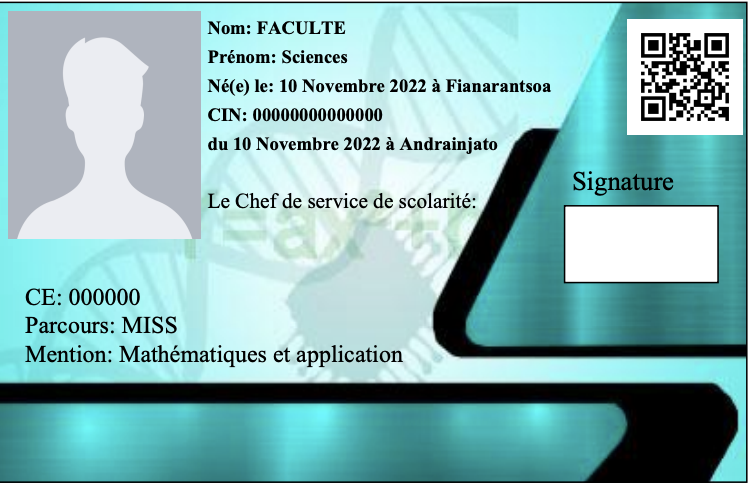 Nom: FACULTE
Prénom: Sciences
Né(e) le: 10 Novembre 2022 à Fianarantsoa
CIN: 00000000000000
du 10 Novembre 2022 à Andrainjato
Le Chef de service de scolarité:
Signature
CE: 000000
Parcours: MISS
Mention: Mathématiques et application